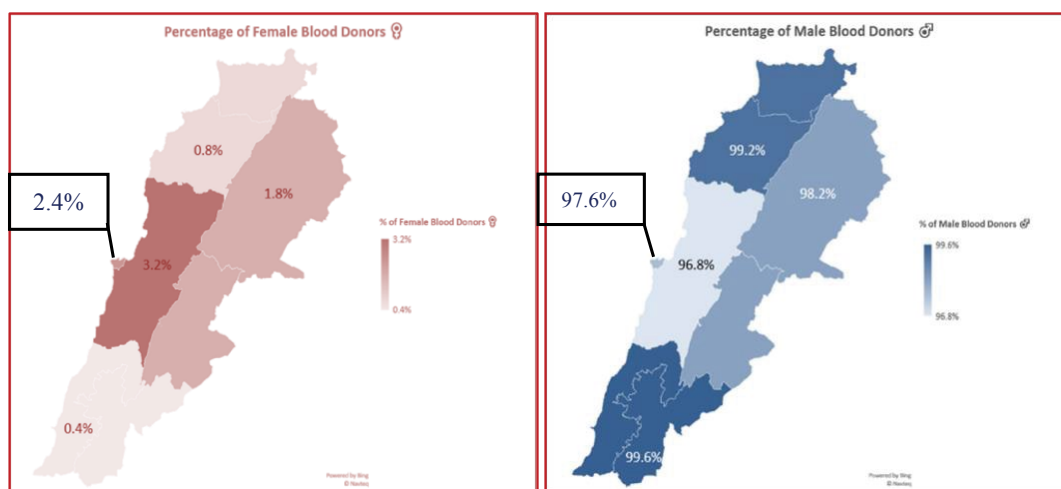 Percentage of Female Blood Donors
0.8%
1.8%
2.4%
3.2%
0.4%
% of Female Blood Donors
3.2%
0.4%
Powered by Bing
© Navteq
Percentage of Male Blood Donors
99.2%
98.2%
97.6%
96.8%
99.6%
% of Male Blood Donors
99.6%
96.8%
Powered by Bing
© Navteq